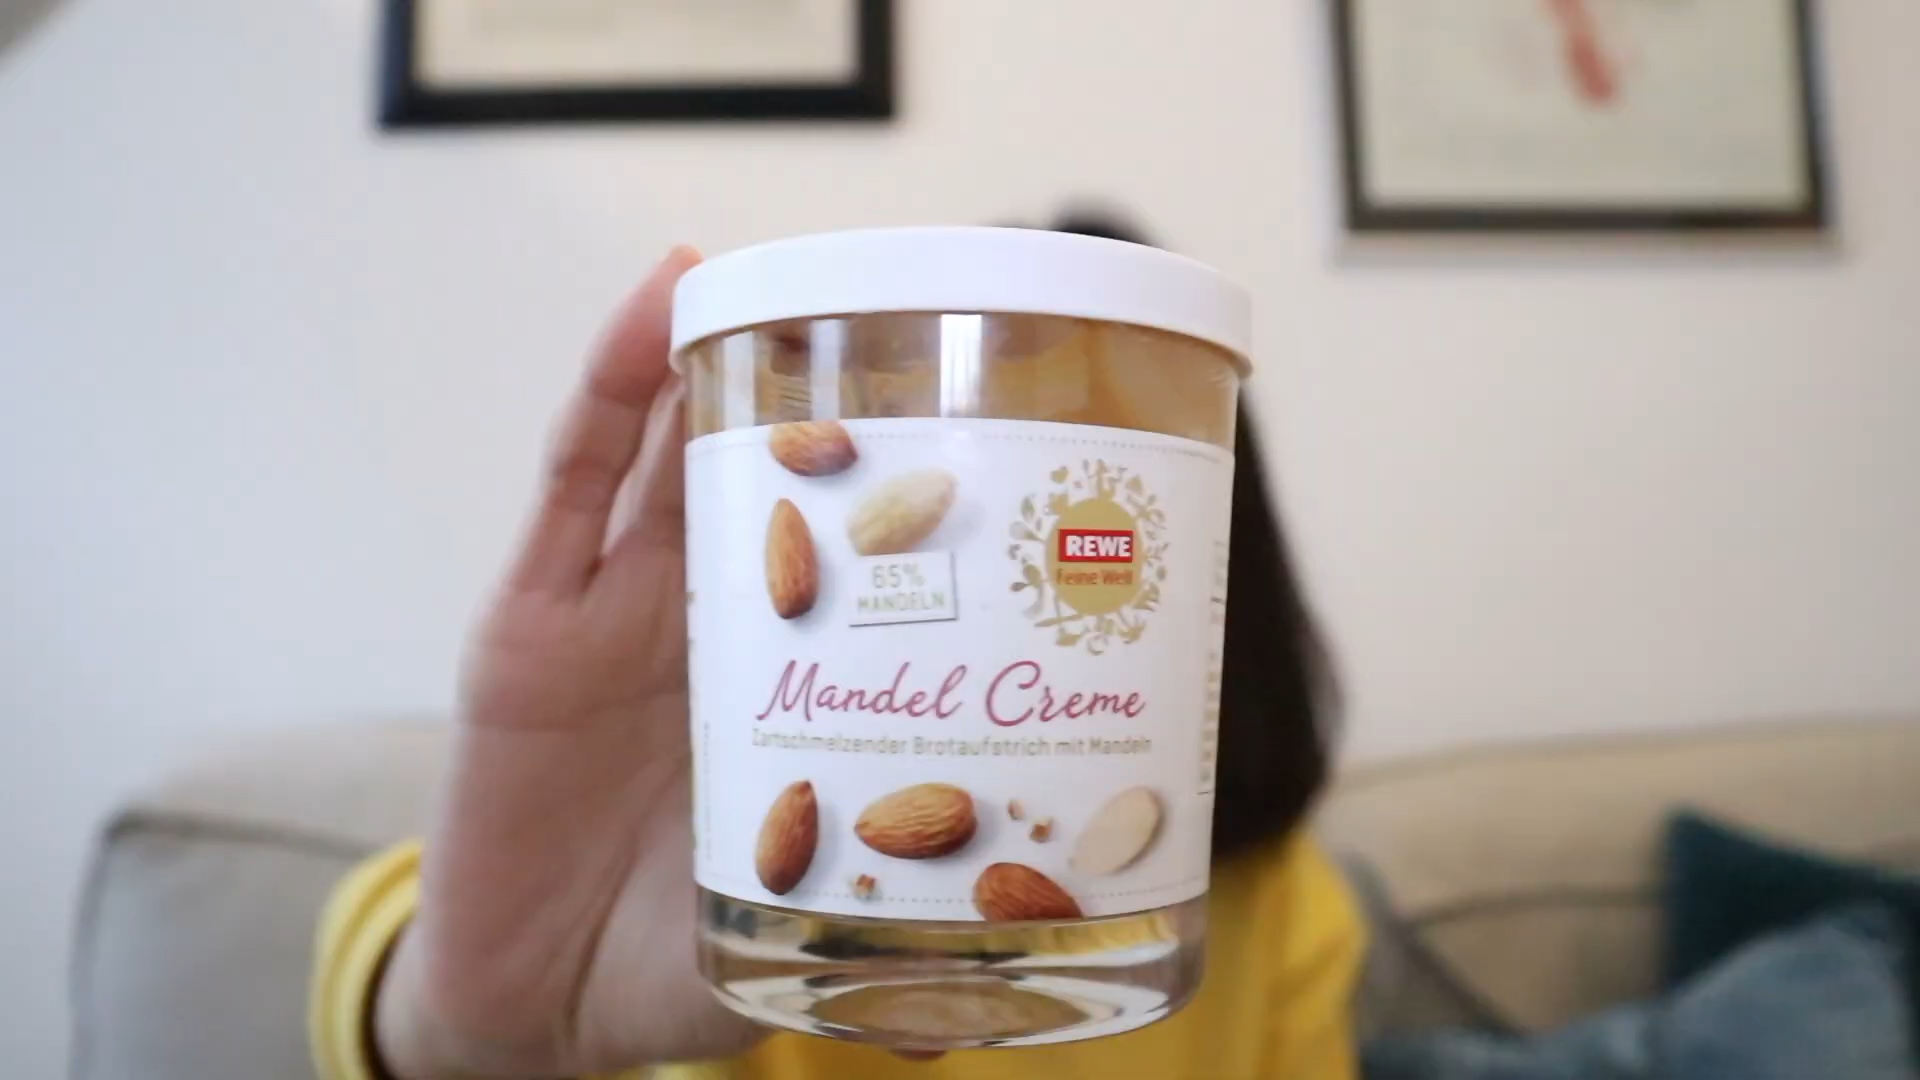 REWE
Feine Welt
65%
MANDELN
Mandel Creme
Zartschmelzender Brotaufstrich mit Mandeln